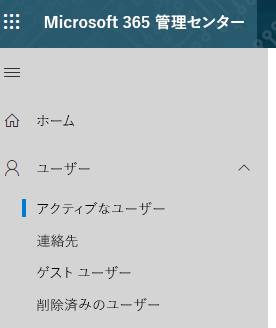 Microsoft 365 管理センター
ホーム
ユーザー
アクティブなユーザー
連絡先
ゲスト ユーザー
削除済みのユーザー